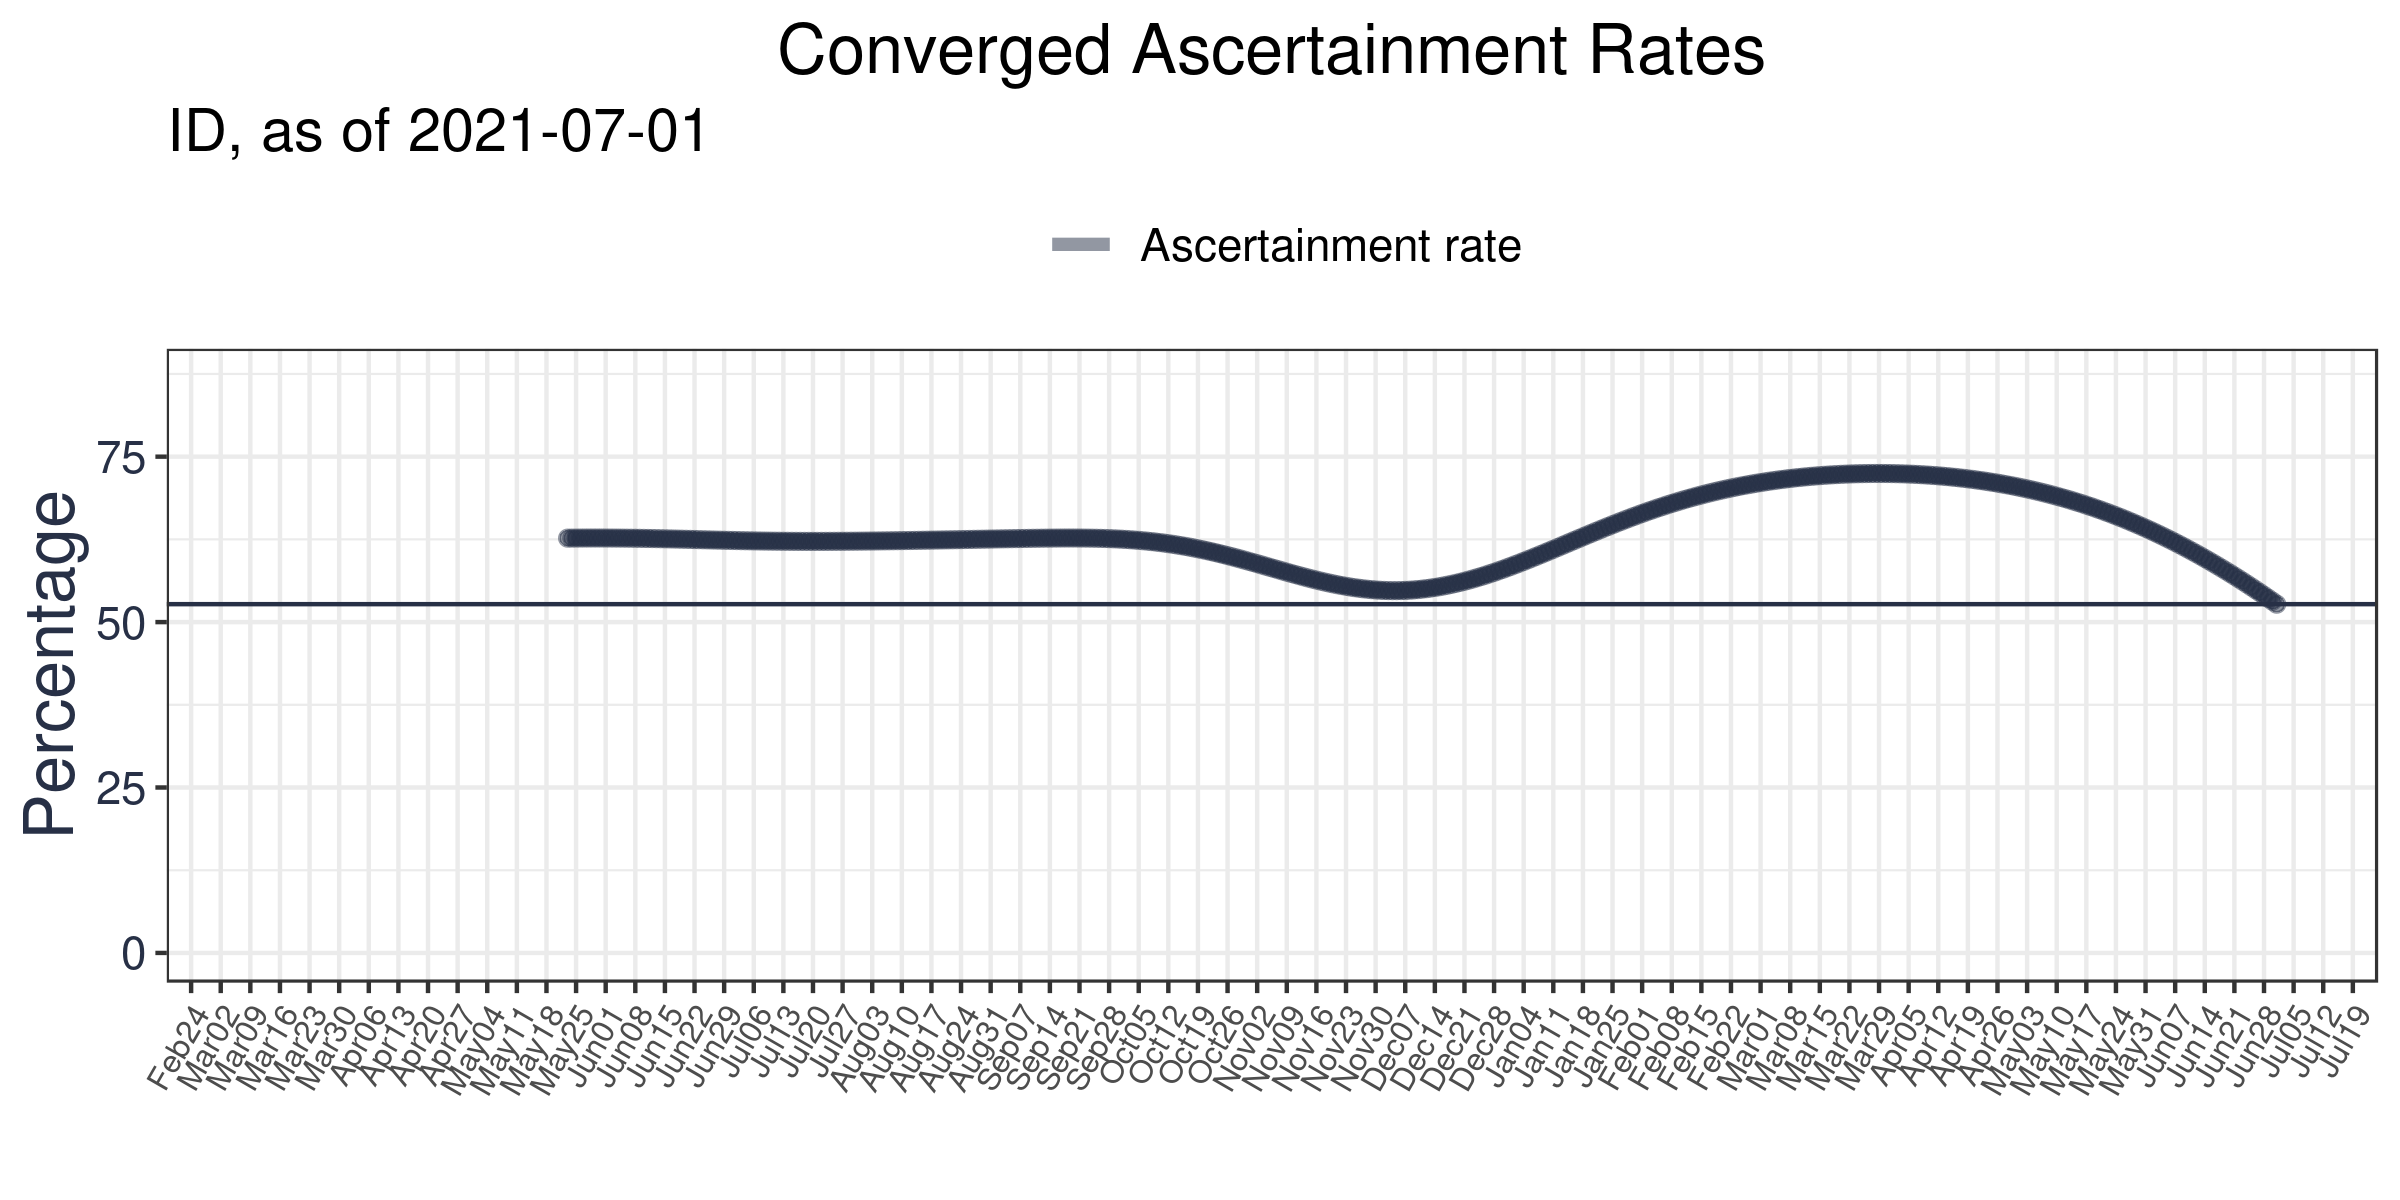 Converged Ascertainment Rates
ID, as of 2021-07-01
Ascertainment rate
Percentage
75
50
25
0
Feb24
Mar02
Mar09
Mar16
Mar23
Mar30
Apr06
Apr13
Apr20
Apr27
May04
May11
May18
May25
Jun01
Jun08
Jun15
Jun22
Jun29
Jul06
Jul13
Jul20
Jul27
Aug03
Aug10
Aug17
Aug24
Aug31
Sep07
Sep14
Sep21
Sep28
Oct05
Oct12
Oct19
Oct26
Nov02
Nov09
Nov16
Nov23
Nov30
Dec07
Dec14
Dec21
Dec28
Jan04
Jan11
Jan18
Jan25
Feb01
Feb08
Feb15
Feb22
Mar01
Mar08
Mar15
Mar22
Mar29
Apr05
Apr12
Apr19
Apr26
May03
May10
May17
May24
May31
Jun07
Jun14
Jun21
Jun28
Jul05
Jul12
Jul19